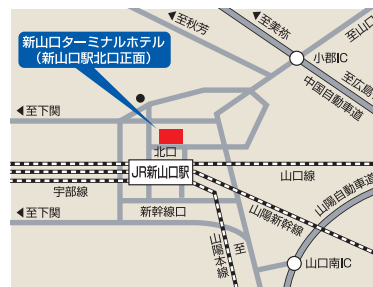 ◀至秋芳
◀至美祢
至山口
新山口ターミナルホテル
(新山口駅北口正面)
小郡IC
至広島
中国自動車道
◀至下関
北口
JR新山口駅
山口線
宇部線
山陽自動車道
山陽新幹線
◀至下関
新幹線口
至
山陽本線
山口南IC